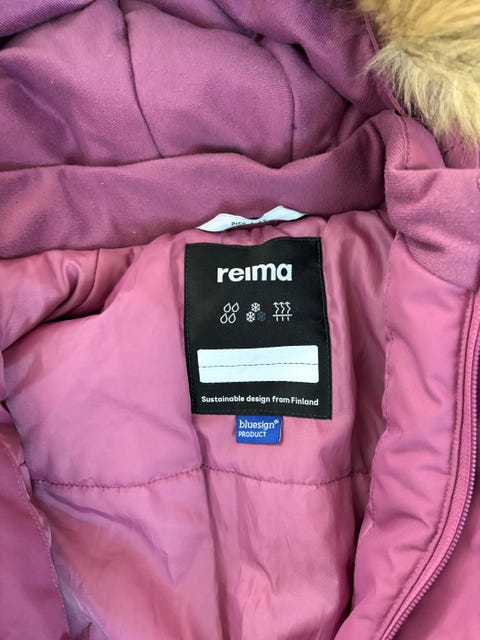 reima
Sustainable design from Finland
bluesign®
PRODUCT